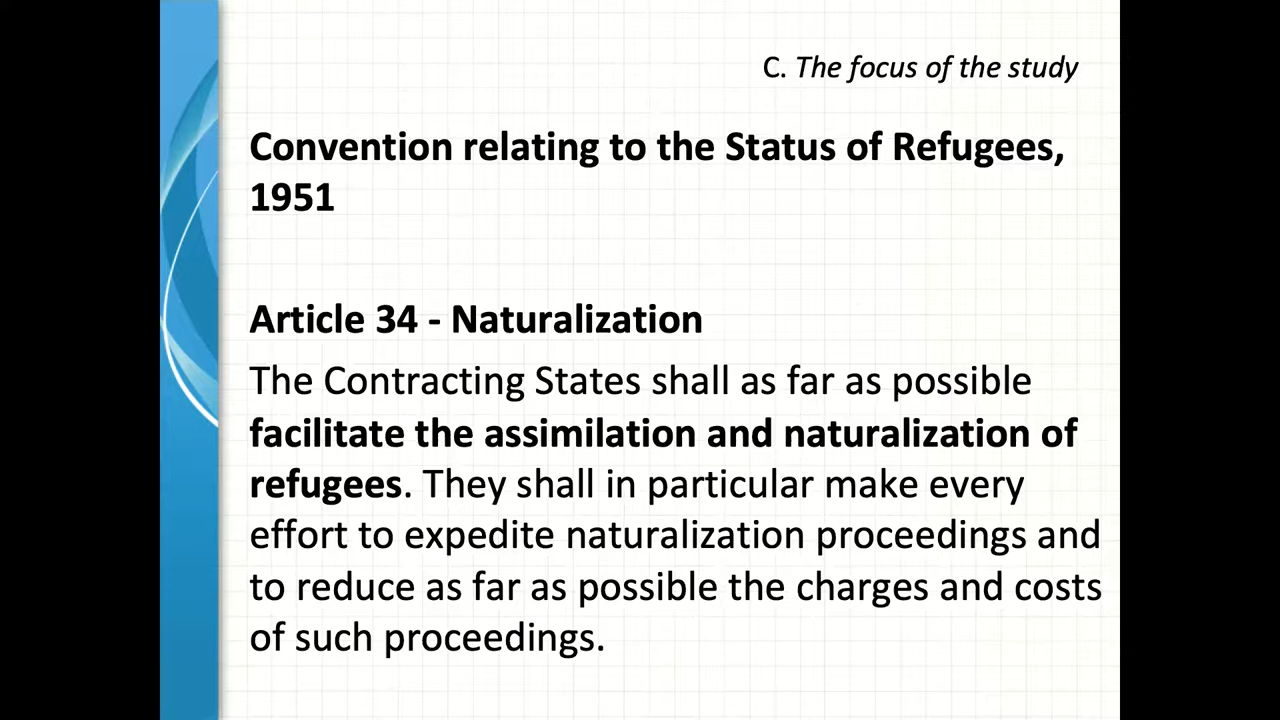 C. The focus of the study
Convention relating to the Status of Refugees,
1951
Article 34 - Naturalization
The Contracting States shall as far as possible
facilitate the assimilation and naturalization of
refugees. They shall in particular make every
effort to expedite naturalization proceedings and
to reduce as far as possible the charges and costs
of such proceedings.